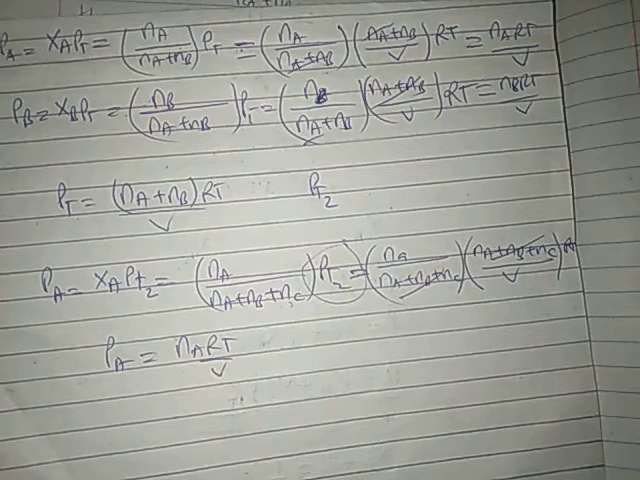 P_A = X_A P_T = (n_A / (n_A + n_B)) P_T = (n_A / (n_A + n_B)) ((n_A + n_B) / V) RT = n_A RT / V
P_B = X_B P_T = (n_B / (n_A + n_B)) P_T = (n_B / (n_A + n_B)) ((n_A + n_B) / V) RT = n_B RT / V
P_T = (n_A + n_B) RT / V P_T2
P_A = X_A P_t2 = (n_A / (n_A + n_B + n_C)) P_T2 = (n_a / (n_A + n_B + n_C)) ((n_A + n_B + n_C) / V) RT
P_A = n_A RT / V